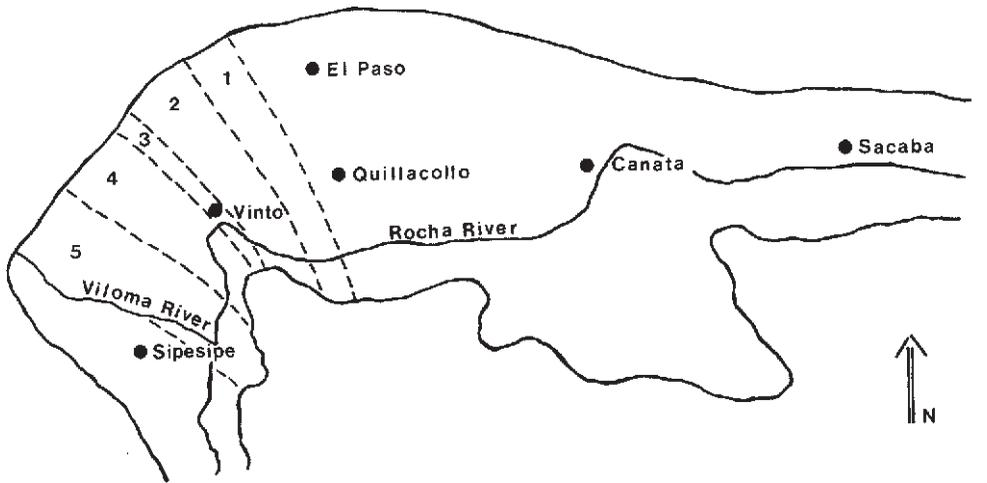 1
El Paso
2
3
Sacaba
4
Quillacollo
Canata
Vinto
Rocha River
5
Viloma River
Sipesipe
N